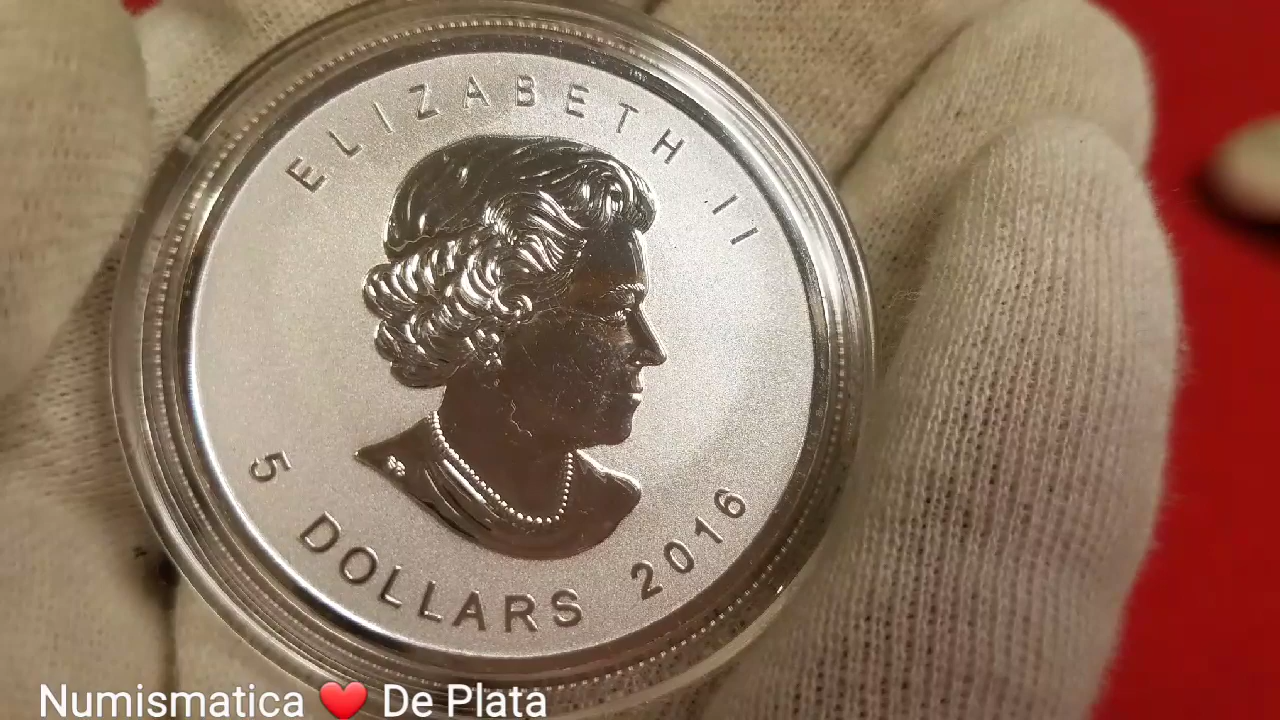 ELIZABETH II
5 DOLLARS 2016
Numismatica ❤️ De Plata